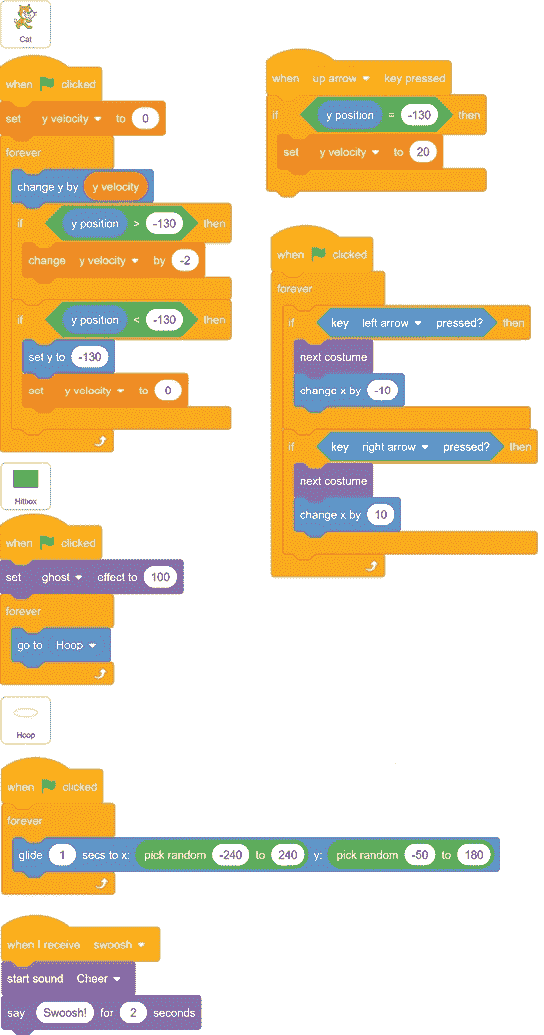 Cat
when clicked
set y velocity to 0
forever
change y by y velocity
if y position > -130 then
change y velocity by -2
if y position < -130 then
set y to -130
set y velocity to 0
when up arrow key pressed
if y position = -130 then
set y velocity to 20
when clicked
forever
if key left arrow pressed? then
next costume
change x by -10
if key right arrow pressed? then
next costume
change x by 10
Hitbox
when clicked
set ghost effect to 100
forever
go to Hoop
Hoop
when clicked
forever
glide 1 secs to x: pick random -240 to 240 y: pick random -50 to 180
when I receive swoosh
start sound Cheer
say Swoosh! for 2 seconds